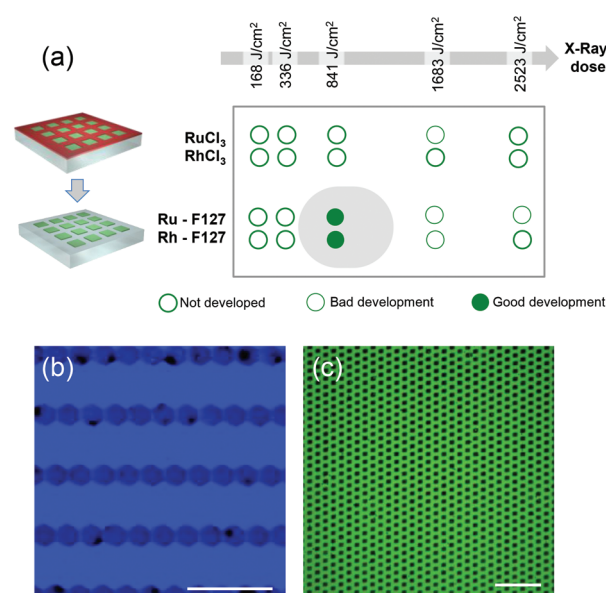 (a)
168 J/cm²
336 J/cm²
841 J/cm²
1683 J/cm²
2523 J/cm²
X-Ray
dose
RuCl₃
RhCl₃
Ru - F127
Rh - F127
Not developed
Bad development
Good development
(b)
(c)